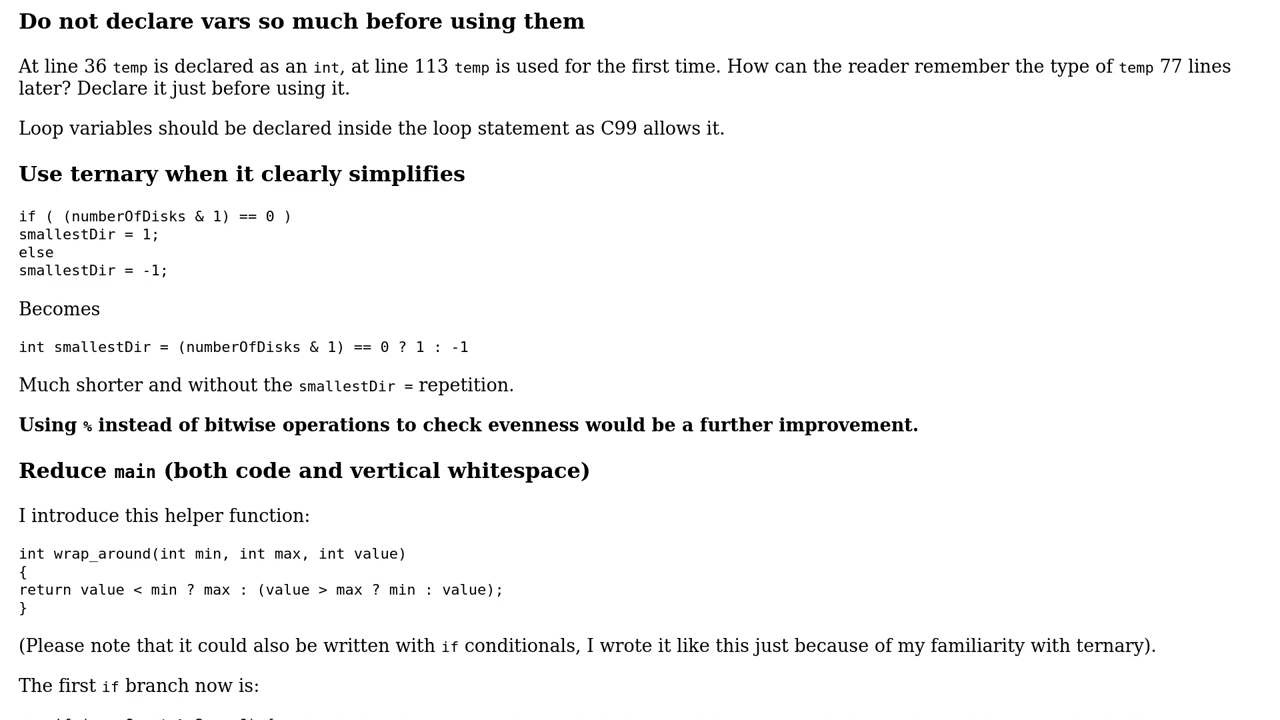 Do not declare vars so much before using them
At line 36 temp is declared as an int, at line 113 temp is used for the first time. How can the reader remember the type of temp 77 lines
later? Declare it just before using it.
Loop variables should be declared inside the loop statement as C99 allows it.
Use ternary when it clearly simplifies
if ( (numberOfDisks & 1) == 0 )
smallestDir = 1;
else
smallestDir = -1;
Becomes
int smallestDir = (numberOfDisks & 1) == 0 ? 1 : -1
Much shorter and without the smallestDir = repetition.
Using % instead of bitwise operations to check evenness would be a further improvement.
Reduce main (both code and vertical whitespace)
I introduce this helper function:
int wrap_around(int min, int max, int value)
{
return value < min ? max : (value > max ? min : value);
}
(Please note that it could also be written with if conditionals, I wrote it like this just because of my familiarity with ternary).
The first if branch now is: